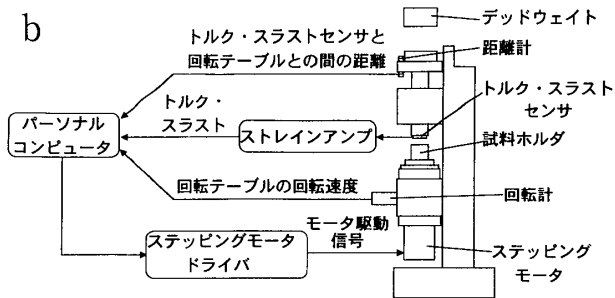 b
デッドウェイト
トルク・スラストセンサと
回転テーブルとの間の距離
距離計
トルク・
スラスト
トルク・スラスト
センサ
パーソナル
コンピュータ
ストレインアンプ
試料ホルダ
回転テーブルの回転速度
回転計
モータ駆動
信号
ステッピングモータ
ドライバ
ステッピング
モータ